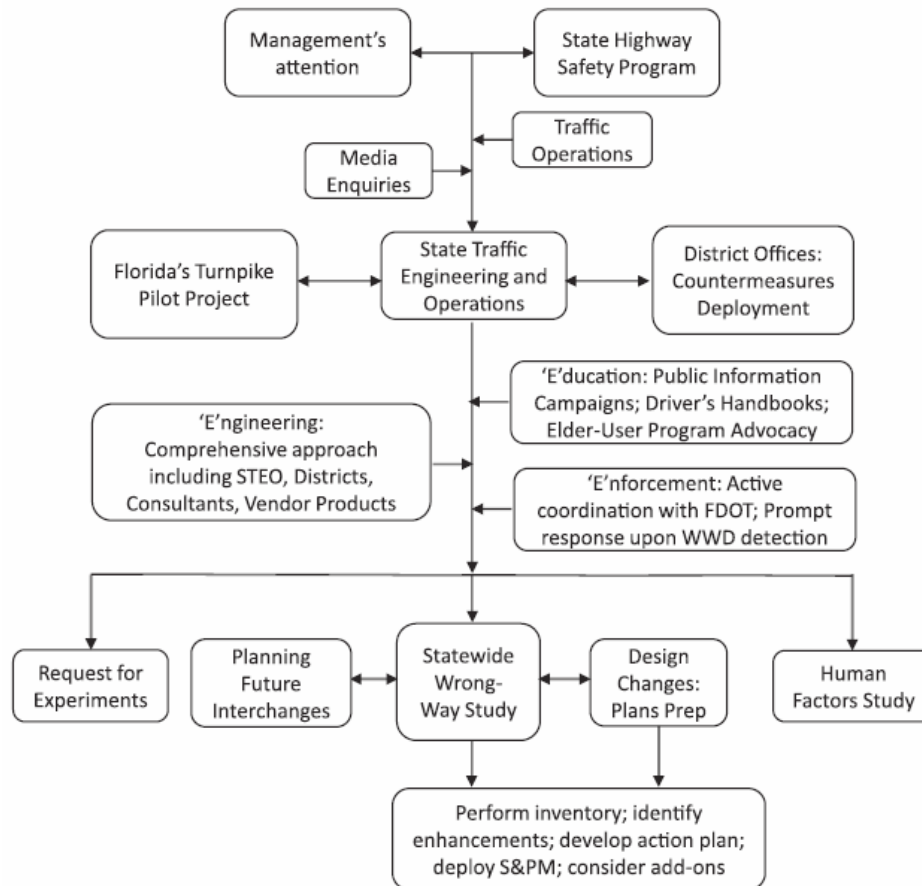 Management's
attention
State Highway
Safety Program
Traffic
Operations
Media
Enquiries
Florida's Turnpike
Pilot Project
State Traffic
Engineering and
Operations
District Offices:
Countermeasures
Deployment
'E'ducation: Public Information
Campaigns; Driver's Handbooks;
Elder-User Program Advocacy
'E'ngineering:
Comprehensive approach
including STEO, Districts,
Consultants, Vendor Products
'E'nforcement: Active
coordination with FDOT; Prompt
response upon WWD detection
Request for
Experiments
Planning
Future
Interchanges
Statewide
Wrong-
Way Study
Design
Changes:
Plans Prep
Human
Factors Study
Perform inventory; identify
enhancements; develop action plan;
deploy S&PM; consider add-ons